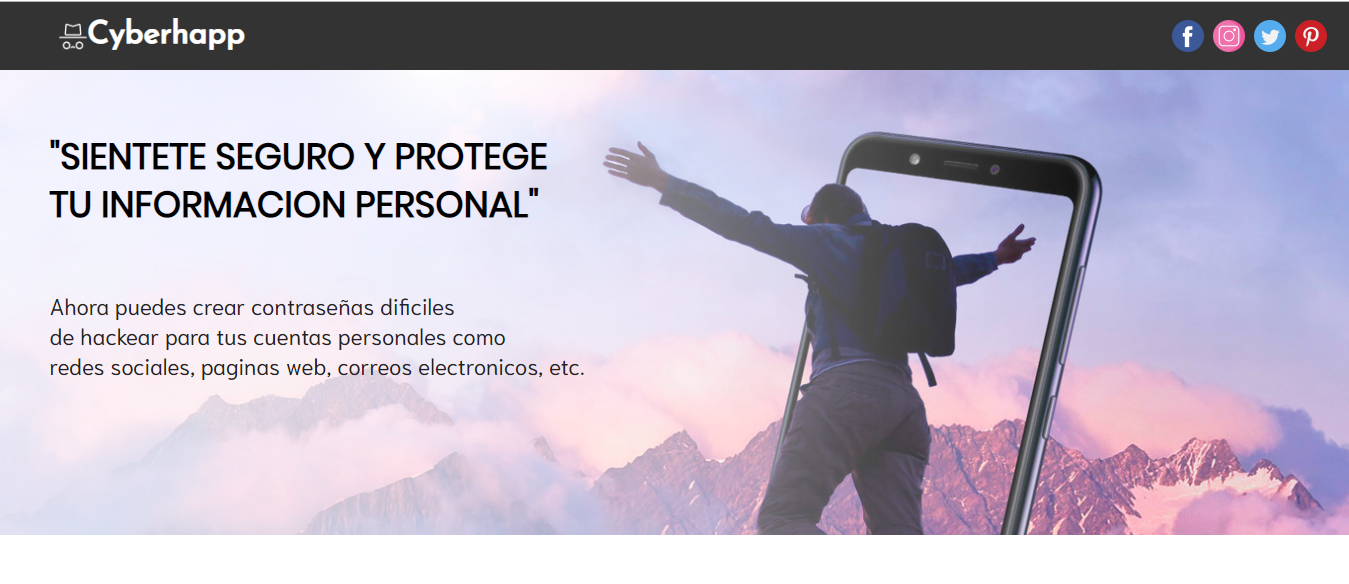 Cyberhapp
"SIENTETE SEGURO Y PROTEGE
TU INFORMACION PERSONAL"
Ahora puedes crear contraseñas dificiles
de hackear para tus cuentas personales como
redes sociales, paginas web, correos electronicos, etc.